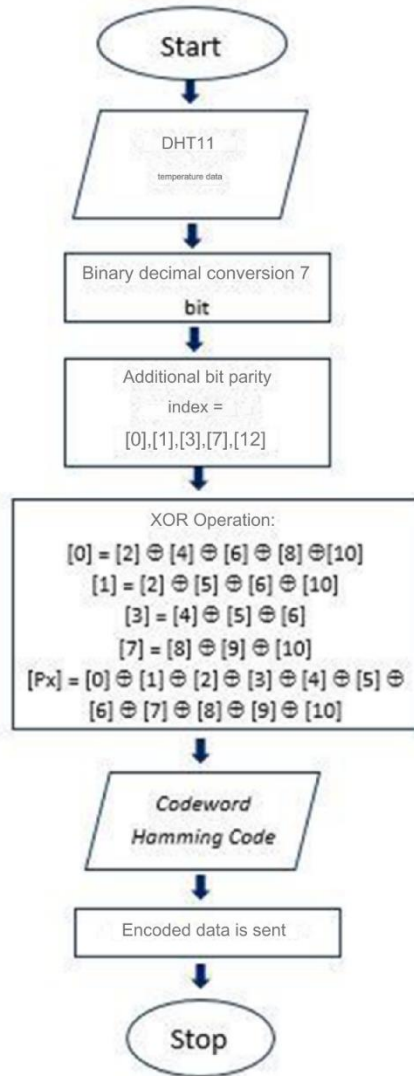 Start
DHT11
temperature data
Binary decimal conversion 7
bit
Additional bit parity
index =
[0],[1],[3],[7],[12]
XOR Operation:
[0] = [2] ⊕ [4] ⊕ [6] ⊕ [8] ⊕[10]
[1] = [2] ⊕ [5] ⊕ [6] ⊕ [10]
[3] = [4] ⊕ [5] ⊕ [6]
[7] = [8] ⊕ [9] ⊕ [10]
[Px] = [0] ⊕ [1] ⊕ [2] ⊕ [3] ⊕ [4] ⊕ [5] ⊕
[6] ⊕ [7] ⊕ [8] ⊕ [9] ⊕ [10]
Codeword
Hamming Code
Encoded data is sent
Stop